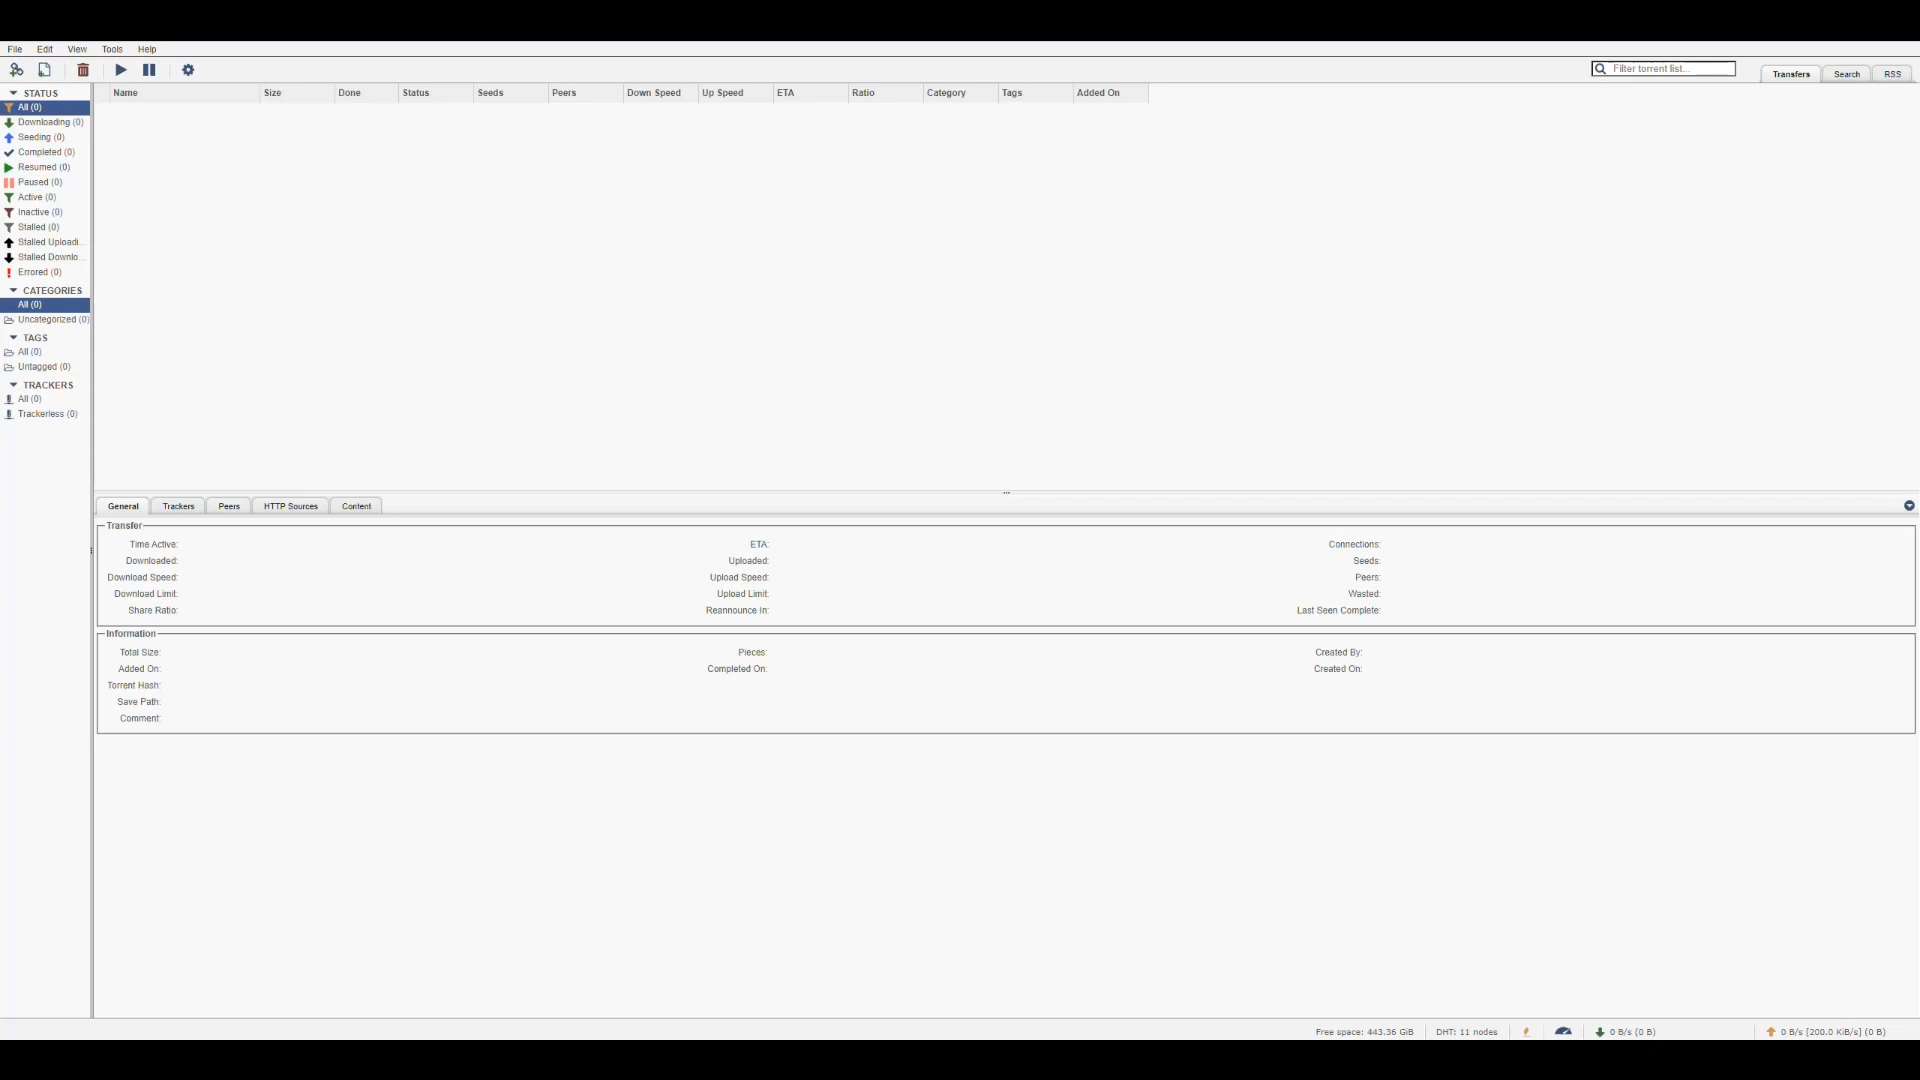 File Edit View Tools Help
Filter torrent list... Transfers Search RSS
STATUS
All (0)
Downloading (0)
Seeding (0)
Completed (0)
Resumed (0)
Paused (0)
Active (0)
Inactive (0)
Stalled (0)
Stalled Uploadi...
Stalled Downlo...
Errored (0)
CATEGORIES
All (0)
Uncategorized (0)
TAGS
All (0)
Untagged (0)
TRACKERS
All (0)
Trackerless (0)
Name Size Done Status Seeds Peers Down Speed Up Speed ETA Ratio Category Tags Added On
General Trackers Peers HTTP Sources Content
Transfer
Time Active: ETA: Connections:
Downloaded: Uploaded: Seeds:
Download Speed: Upload Speed: Peers:
Download Limit: Upload Limit: Wasted:
Share Ratio: Reannounce In: Last Seen Complete:
Information
Total Size: Pieces: Created By:
Added On: Completed On: Created On:
Torrent Hash:
Save Path:
Comment:
Free space: 443.36 GiB DHT: 11 nodes 0 B/s (0 B) 0 B/s [200.0 KiB/s] (0 B)